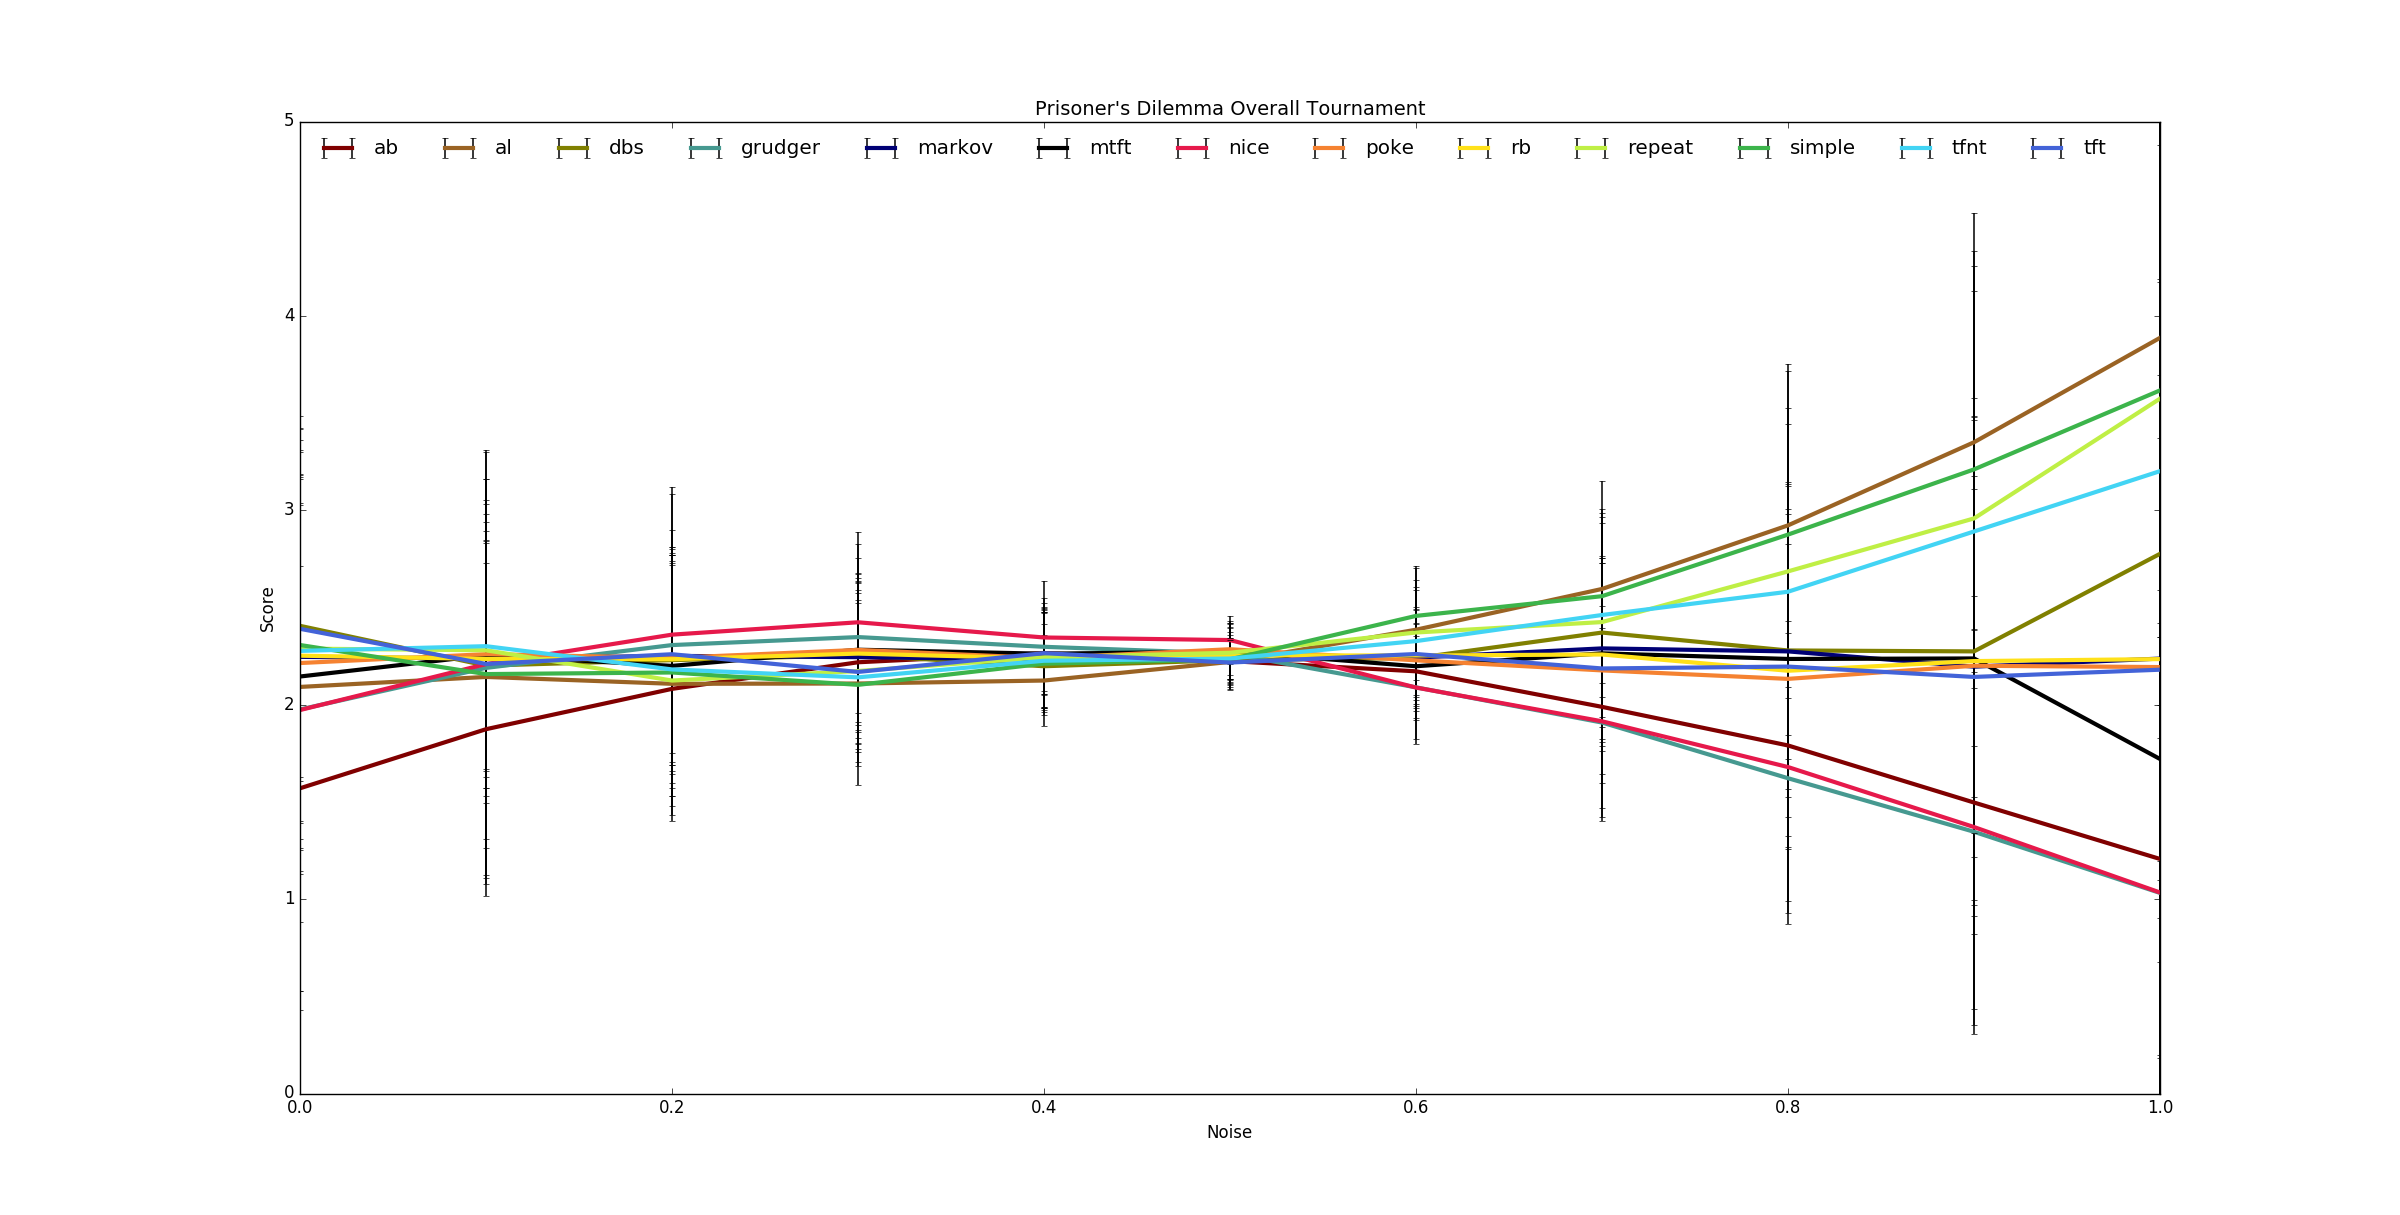 Prisoner's Dilemma Overall Tournament
ab al dbs grudger markov mtft nice poke rb repeat simple tfnt tft
5
4
3
2
1
0
Score
0.0 0.2 0.4 0.6 0.8 1.0
Noise